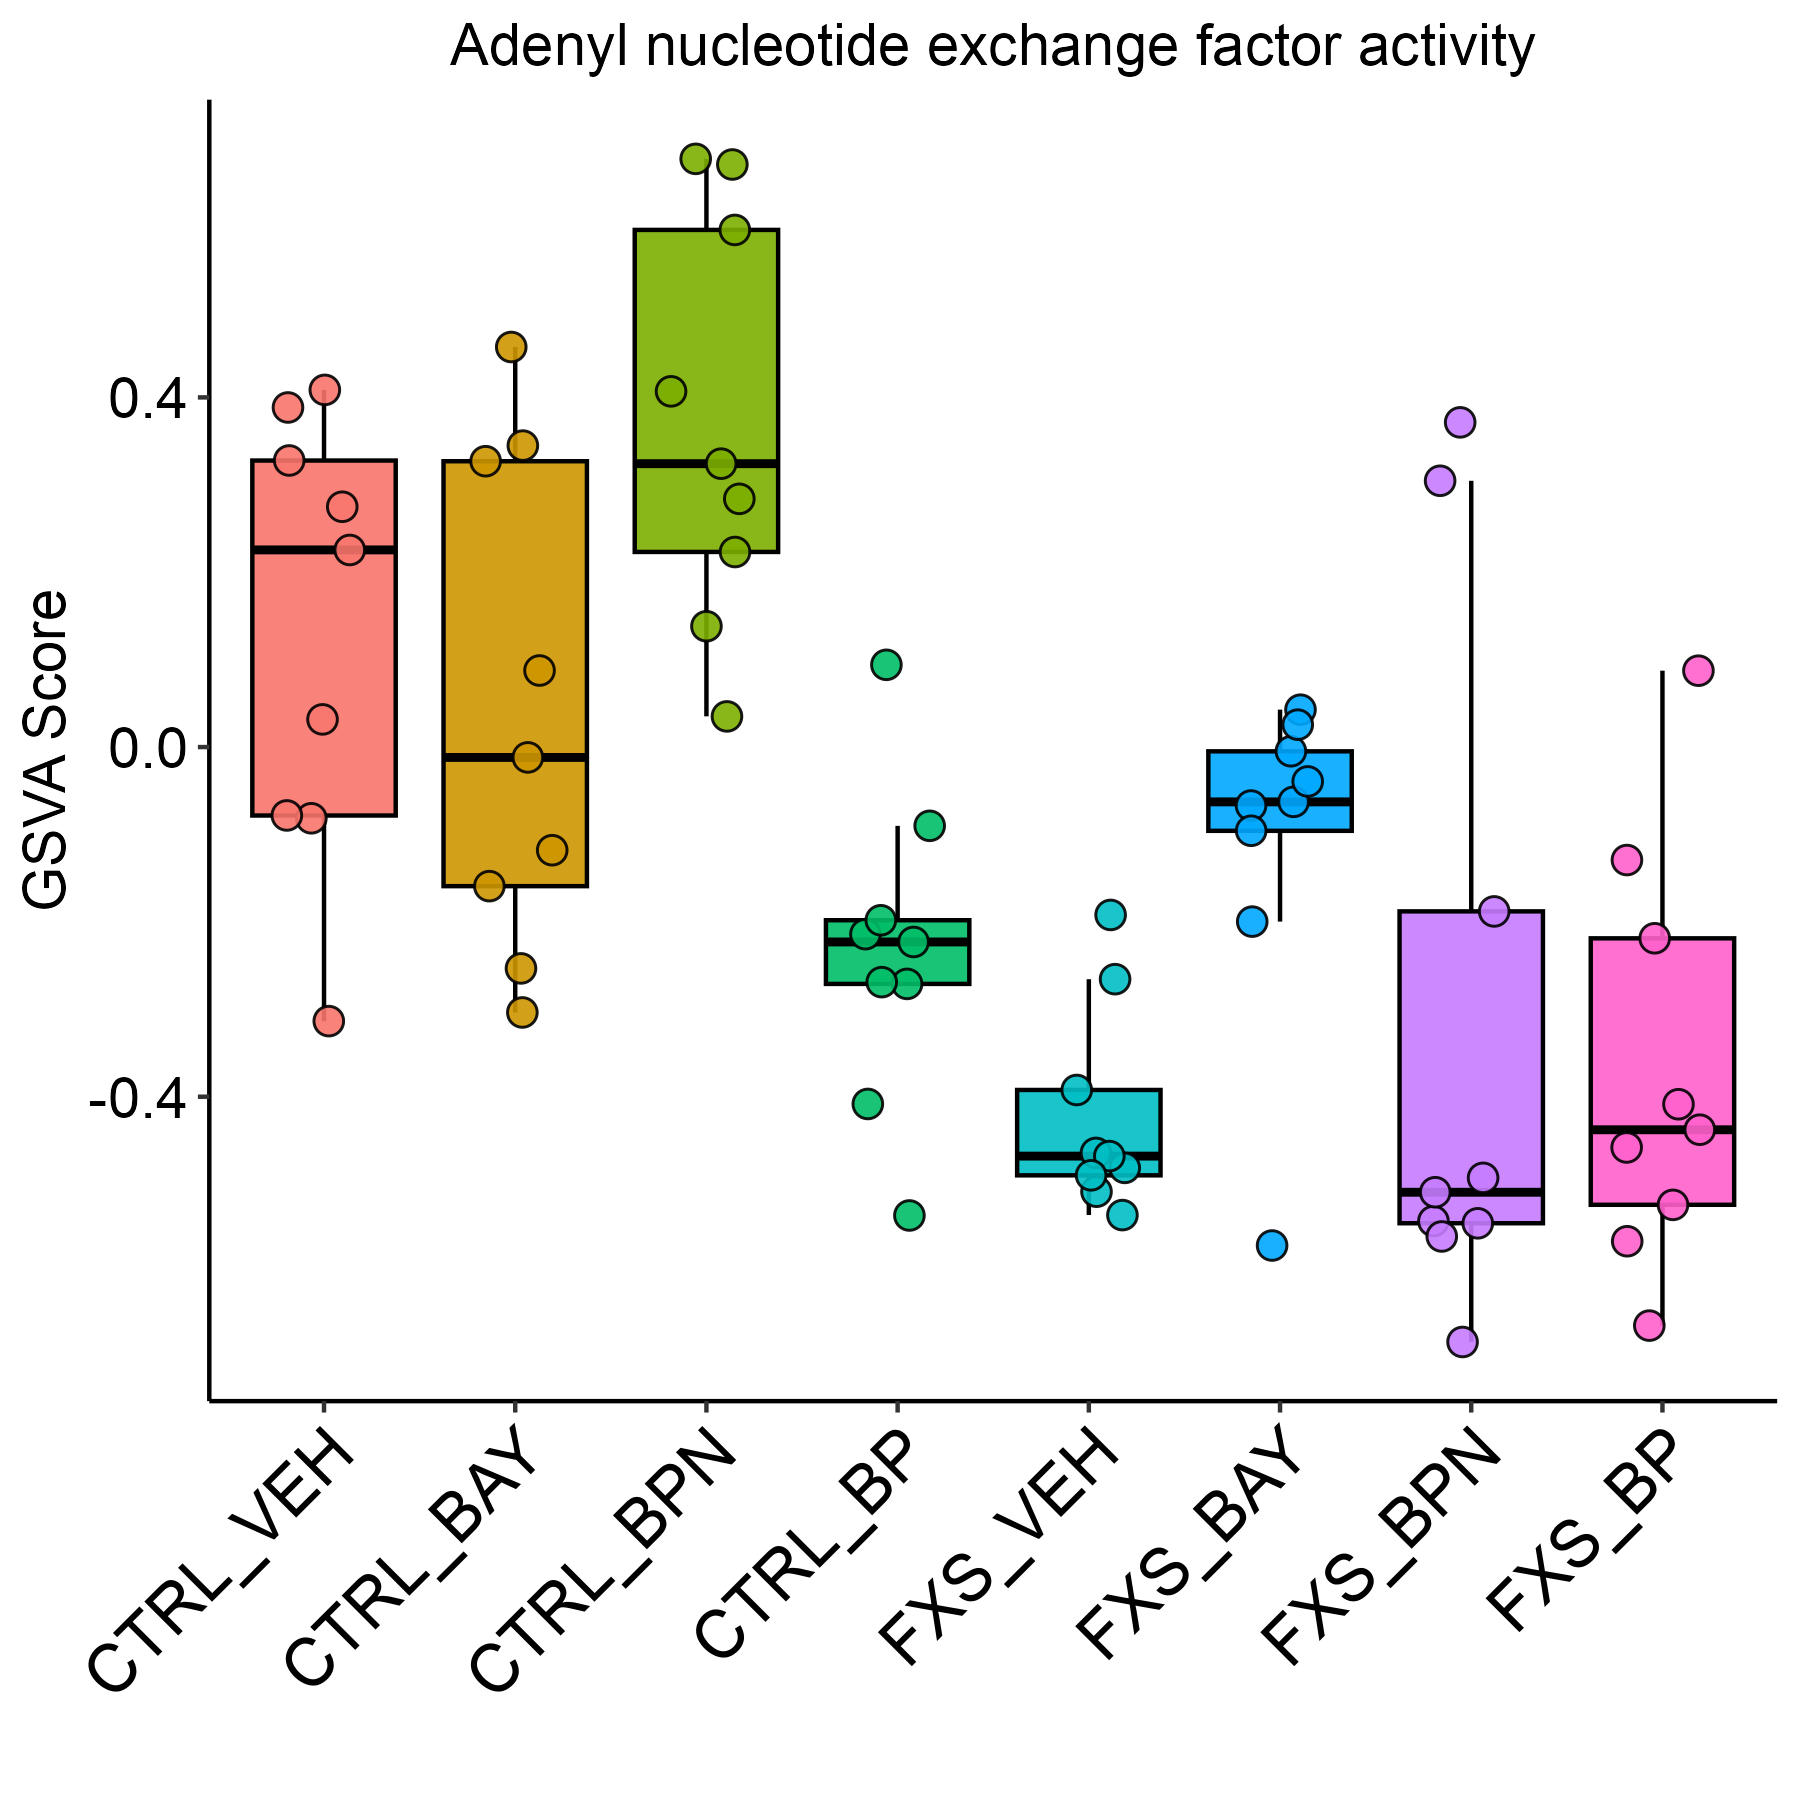 Adenyl nucleotide exchange factor activity
GSVA Score
0.4
0.0
-0.4
CTRL_VEH
CTRL_BAY
CTRL_BPN
CTRL_BP
FXS_VEH
FXS_BAY
FXS_BPN
FXS_BP